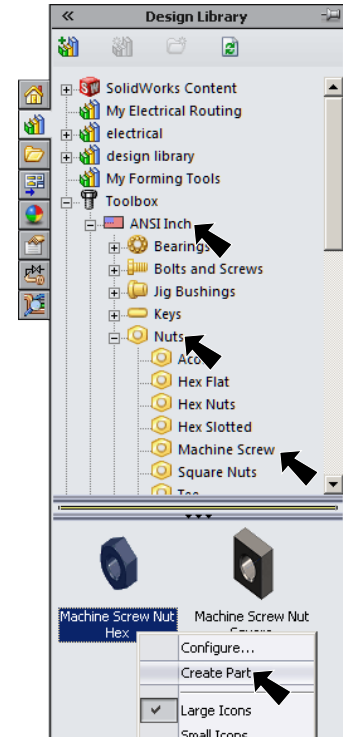 Design Library
SolidWorks Content
My Electrical Routing
electrical
design library
My Forming Tools
Toolbox
ANSI Inch
Bearings
Bolts and Screws
Jig Bushings
Keys
Nuts
Hex Flat
Hex Nuts
Hex Slotted
Machine Screw
Square Nuts
Machine Screw Nut
Hex
Machine Screw Nut
Configure...
Create Part
Large Icons
Small Icons